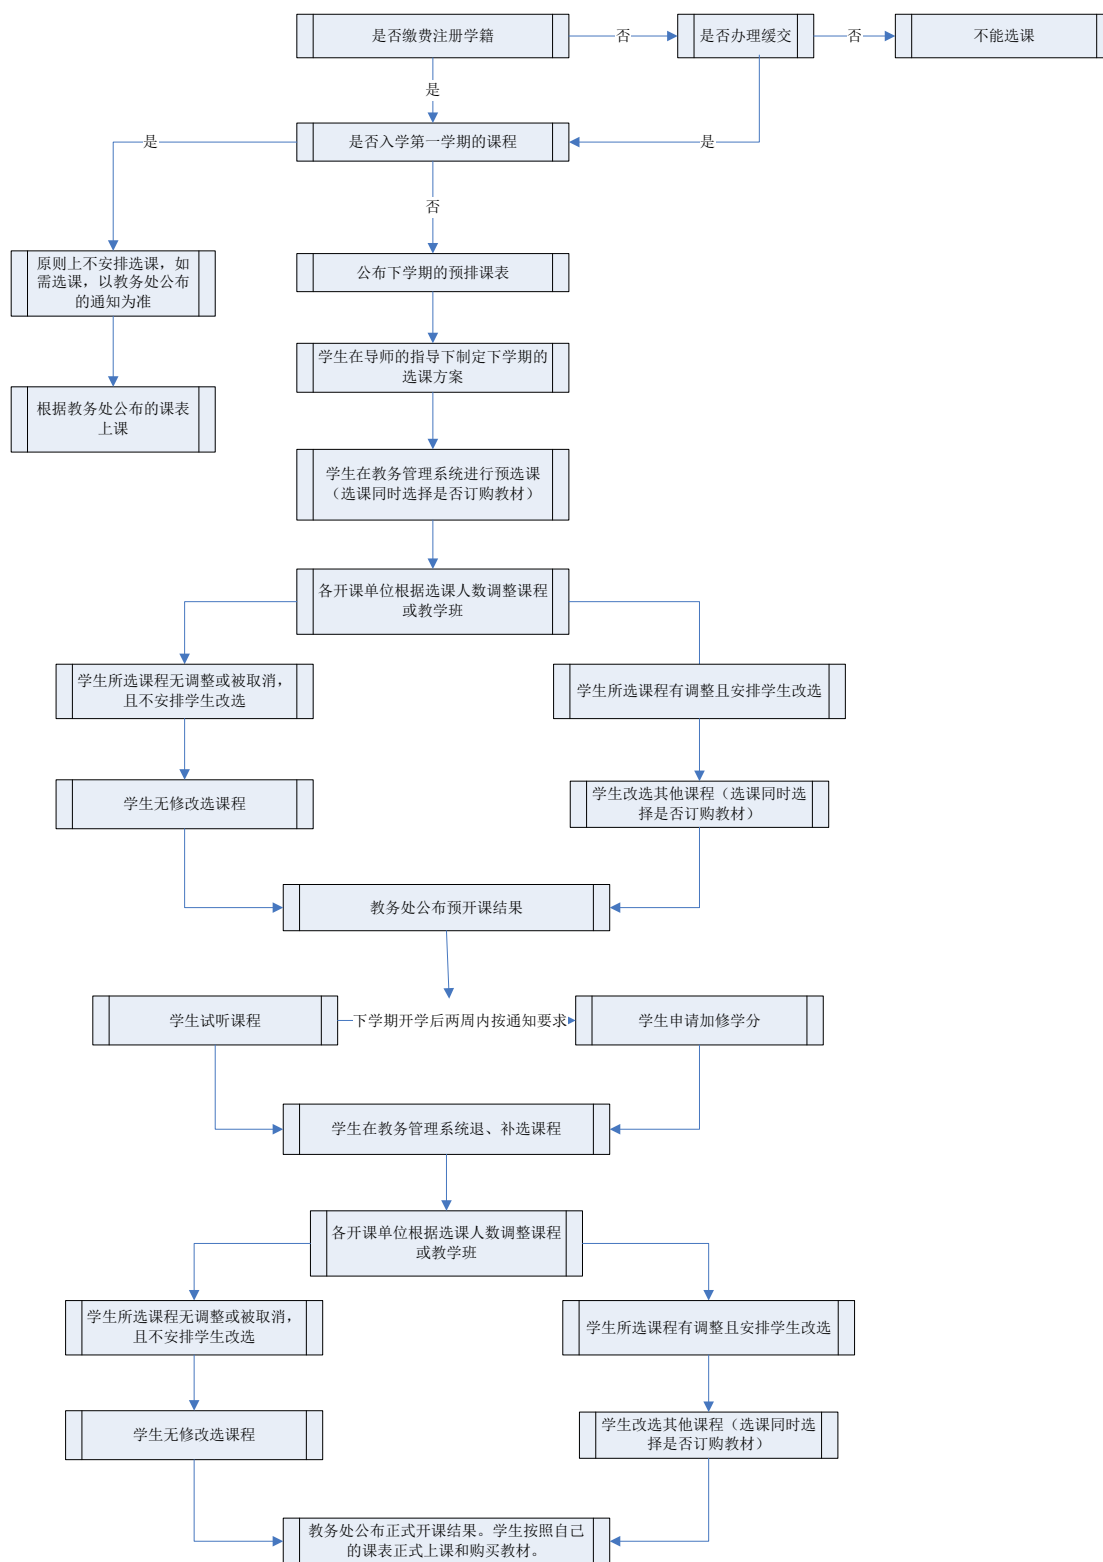 是否缴费注册学籍
否
是否办理缓交
否
不能选课
是
是否入学第一学期的课程
是
是
否
原则上不安排选课，如
需选课，以教务处公布
的通知为准
公布下学期的预排课表
学生在导师的指导下制定下学期的
选课方案
根据教务处公布的课表
上课
学生在教务管理系统进行预选课
（选课同时选择是否订购教材）
各开课单位根据选课人数调整课程
或教学班
学生所选课程无调整或被取消，
且不安排学生改选
学生所选课程有调整且安排学生改选
学生无修改选课程
学生改选其他课程（选课同时选
择是否订购教材）
教务处公布预开课结果
学生试听课程
下学期开学后两周内按通知要求
学生申请加修学分
学生在教务管理系统退、补选课程
各开课单位根据选课人数调整课程
或教学班
学生所选课程无调整或被取消，
且不安排学生改选
学生所选课程有调整且安排学生改选
学生无修改选课程
学生改选其他课程（选课同时选
择是否订购教材）
教务处公布正式开课结果。学生按照自己
的课表正式上课和购买教材。